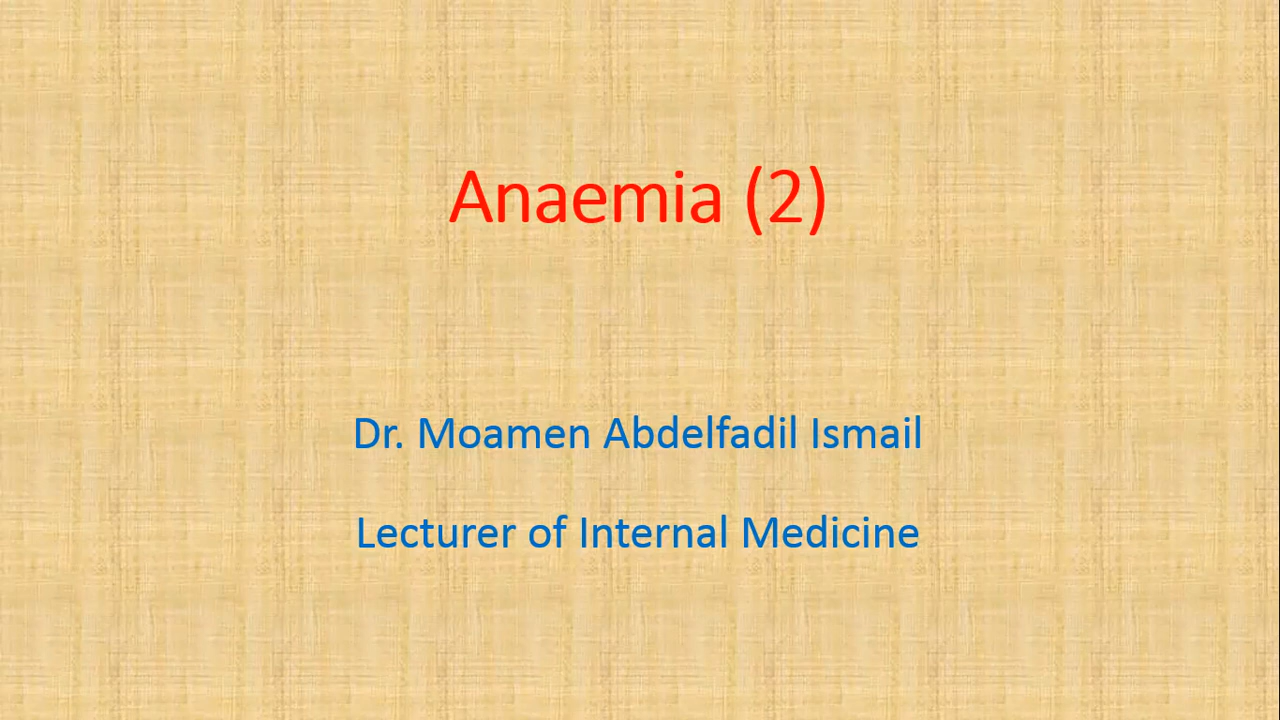 Anaemia (2)
Dr. Moamen Abdelfadil Ismail
Lecturer of Internal Medicine